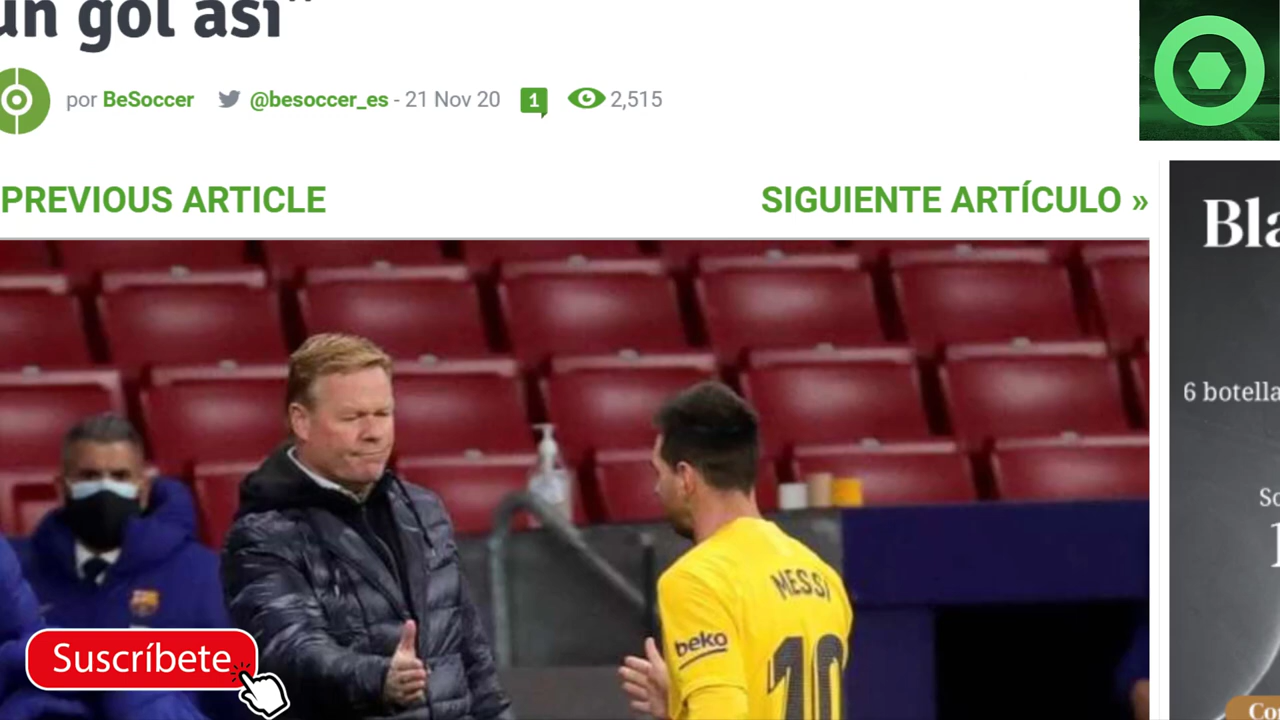 un gol así"
por BeSoccer @besoccer_es - 21 Nov 20 1 2,515
PREVIOUS ARTICLE SIGUIENTE ARTÍCULO »
6 botella
MESSI
beko
10
Suscríbete